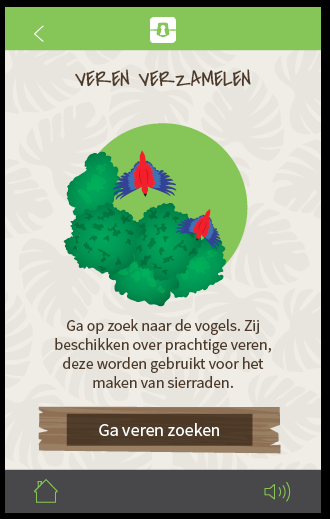 VEREN VERZAMELEN
Ga op zoek naar de vogels. Zij
beschikken over prachtige veren,
deze worden gebruikt voor het
maken van sieraden.
Ga veren zoeken